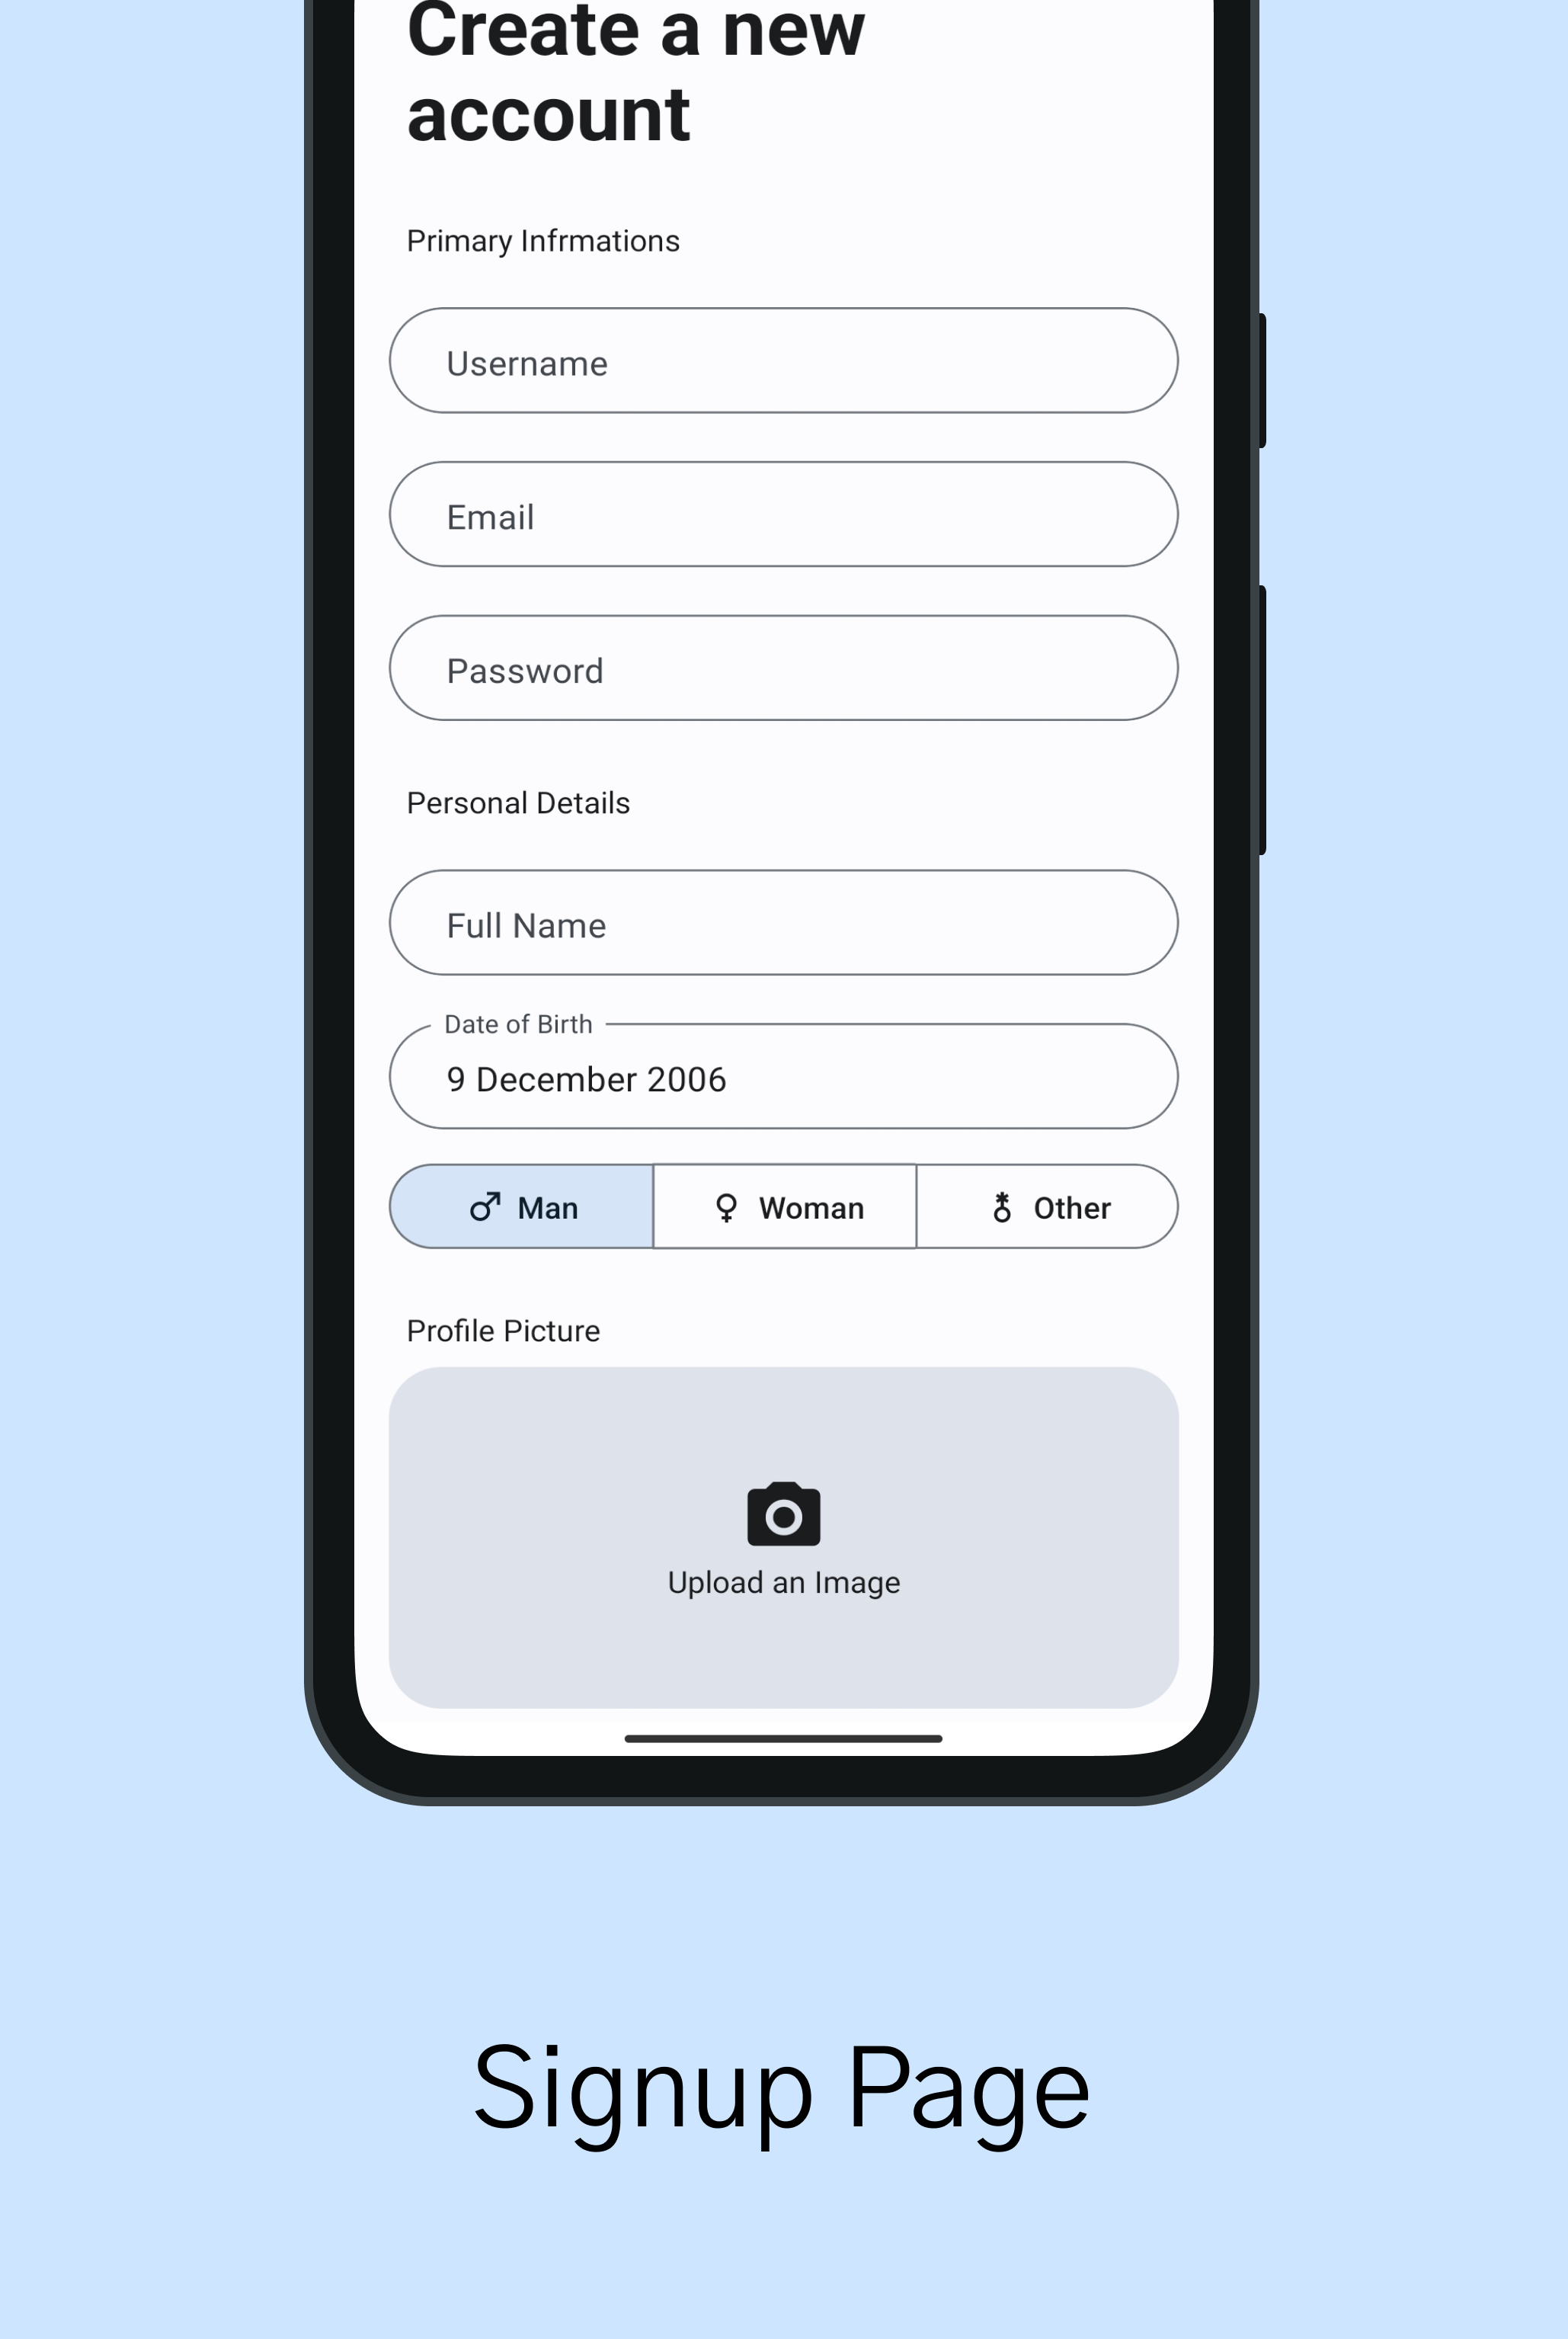 Create a new
account
Primary Infrmations
Username
Email
Password
Personal Details
Full Name
Date of Birth
9 December 2006
Man Woman Other
Profile Picture
Upload an Image
Signup Page